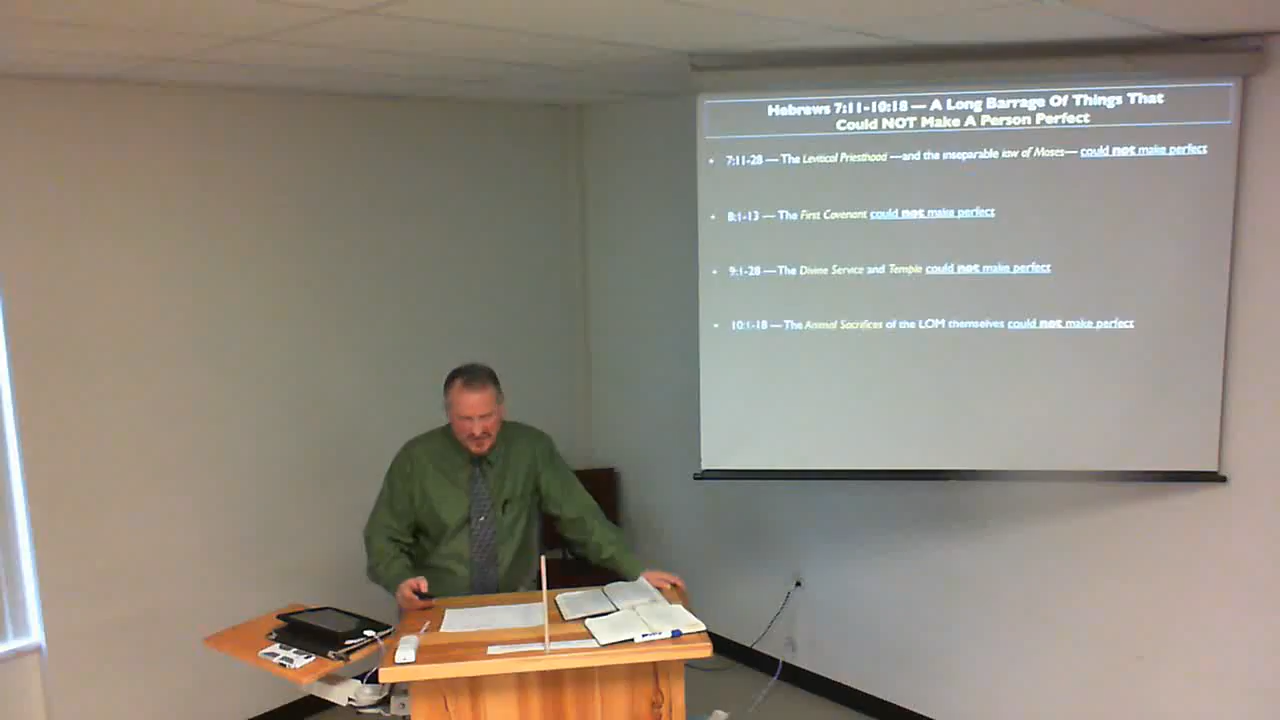 Hebrews 7:11-10:18 — A Long Barrage Of Things That
Could NOT Make A Person Perfect
• 7:11-28 — The Levitical Priesthood —and the inseparable law of Moses— could not make perfect
• 8:1-13 — The First Covenant could not make perfect
• 9:1-28 — The Divine Service and Temple could not make perfect
• 10:1-18 — The Animal Sacrifices of the LOM themselves could not make perfect